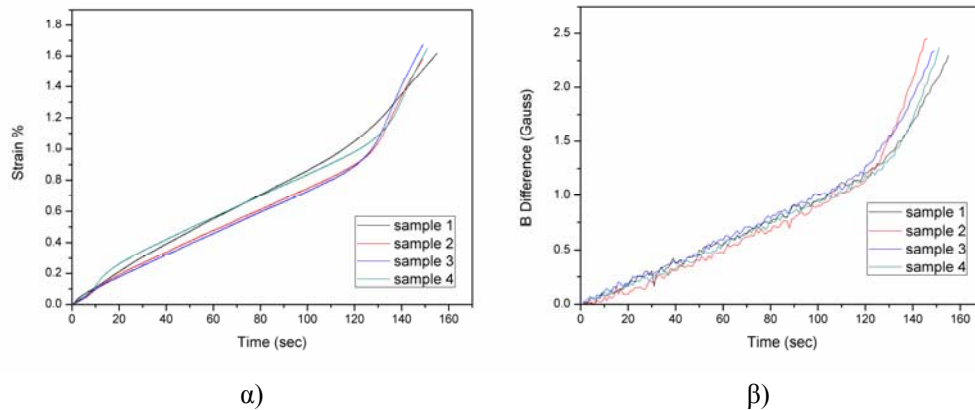 1.8
1.6
1.4
1.2
1.0
0.8
0.6
0.4
0.2
0.0
Strain %
0 20 40 60 80 100 120 140 160
Time (sec)
sample 1
sample 2
sample 3
sample 4
α)
2.5
2.0
1.5
1.0
0.5
0.0
B Difference (Gauss)
0 20 40 60 80 100 120 140 160
Time (sec)
sample 1
sample 2
sample 3
sample 4
β)